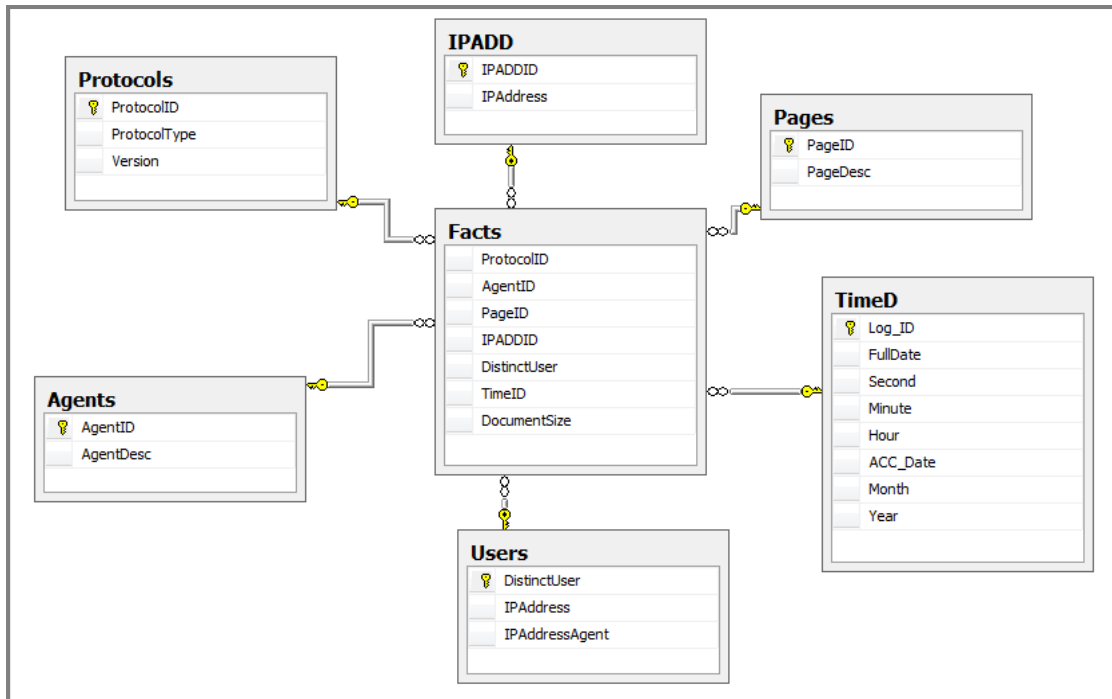 IPADD
IPADDID
IPAddress
Protocols
ProtocolID
ProtocolType
Version
Pages
PageID
PageDesc
Facts
ProtocolID
AgentID
PageID
IPADDID
DistinctUser
TimeID
DocumentSize
TimeD
Log_ID
FullDate
Second
Minute
Hour
ACC_Date
Month
Year
Agents
AgentID
AgentDesc
Users
DistinctUser
IPAddress
IPAddressAgent